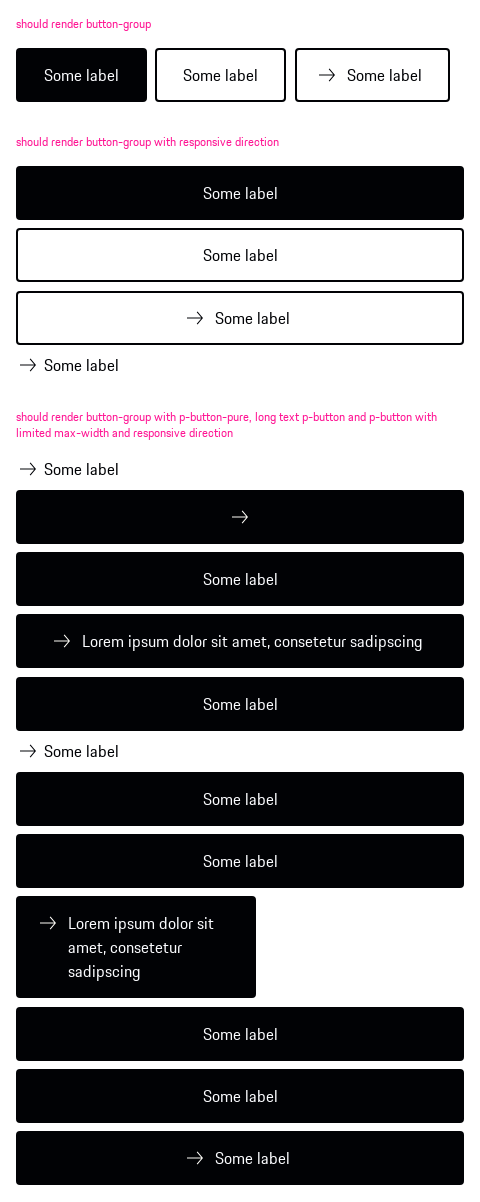 should render button-group
Some label
Some label
Some label
should render button-group with responsive direction
Some label
Some label
Some label
Some label
should render button-group with p-button-pure, long text p-button and p-button with
limited max-width and responsive direction
Some label
Some label
Lorem ipsum dolor sit amet, consetetur sadipscing
Some label
Some label
Some label
Some label
Lorem ipsum dolor sit
amet, consetetur
sadipscing
Some label
Some label
Some label